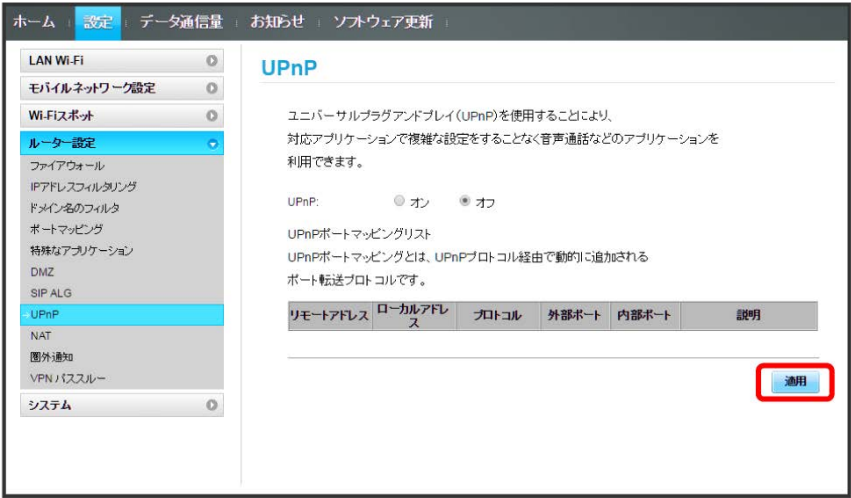 ホーム 設定 データ通信量 お知らせ ソフトウェア更新
LAN Wi-Fi
モバイルネットワーク設定
Wi-Fiスポット
ルーター設定
ファイアウォール
IPアドレスフィルタリング
ドメイン名のフィルタ
ポートマッピング
特殊なアプリケーション
DMZ
SIP ALG
UPnP
NAT
圏外通知
VPN パススルー
システム
UPnP
ユニバーサルプラグアンドプレイ(UPnP)を使用することにより、
対応アプリケーションで複雑な設定をすることなく音声通話などのアプリケーションを
利用できます。
UPnP: オン オフ
UPnPポートマッピングリスト
UPnPポートマッピングとは、UPnPプロトコル経由で動的に追加される
ポート転送プロトコルです。
リモートアドレス ローカルアドレス プロトコル 外部ポート 内部ポート 説明
適用